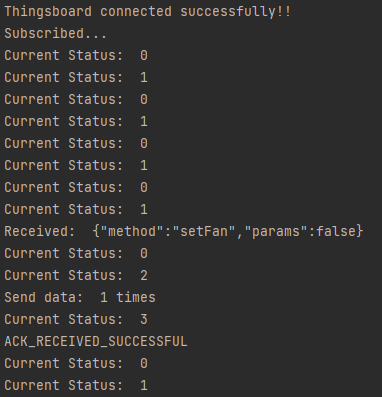 Thingsboard connected successfully!!
Subscribed...
Current Status:  0
Current Status:  1
Current Status:  0
Current Status:  1
Current Status:  0
Current Status:  1
Current Status:  0
Current Status:  1
Received:  {"method":"setFan","params":false}
Current Status:  0
Current Status:  2
Send data:  1 times
Current Status:  3
ACK_RECEIVED_SUCCESSFUL
Current Status:  0
Current Status:  1